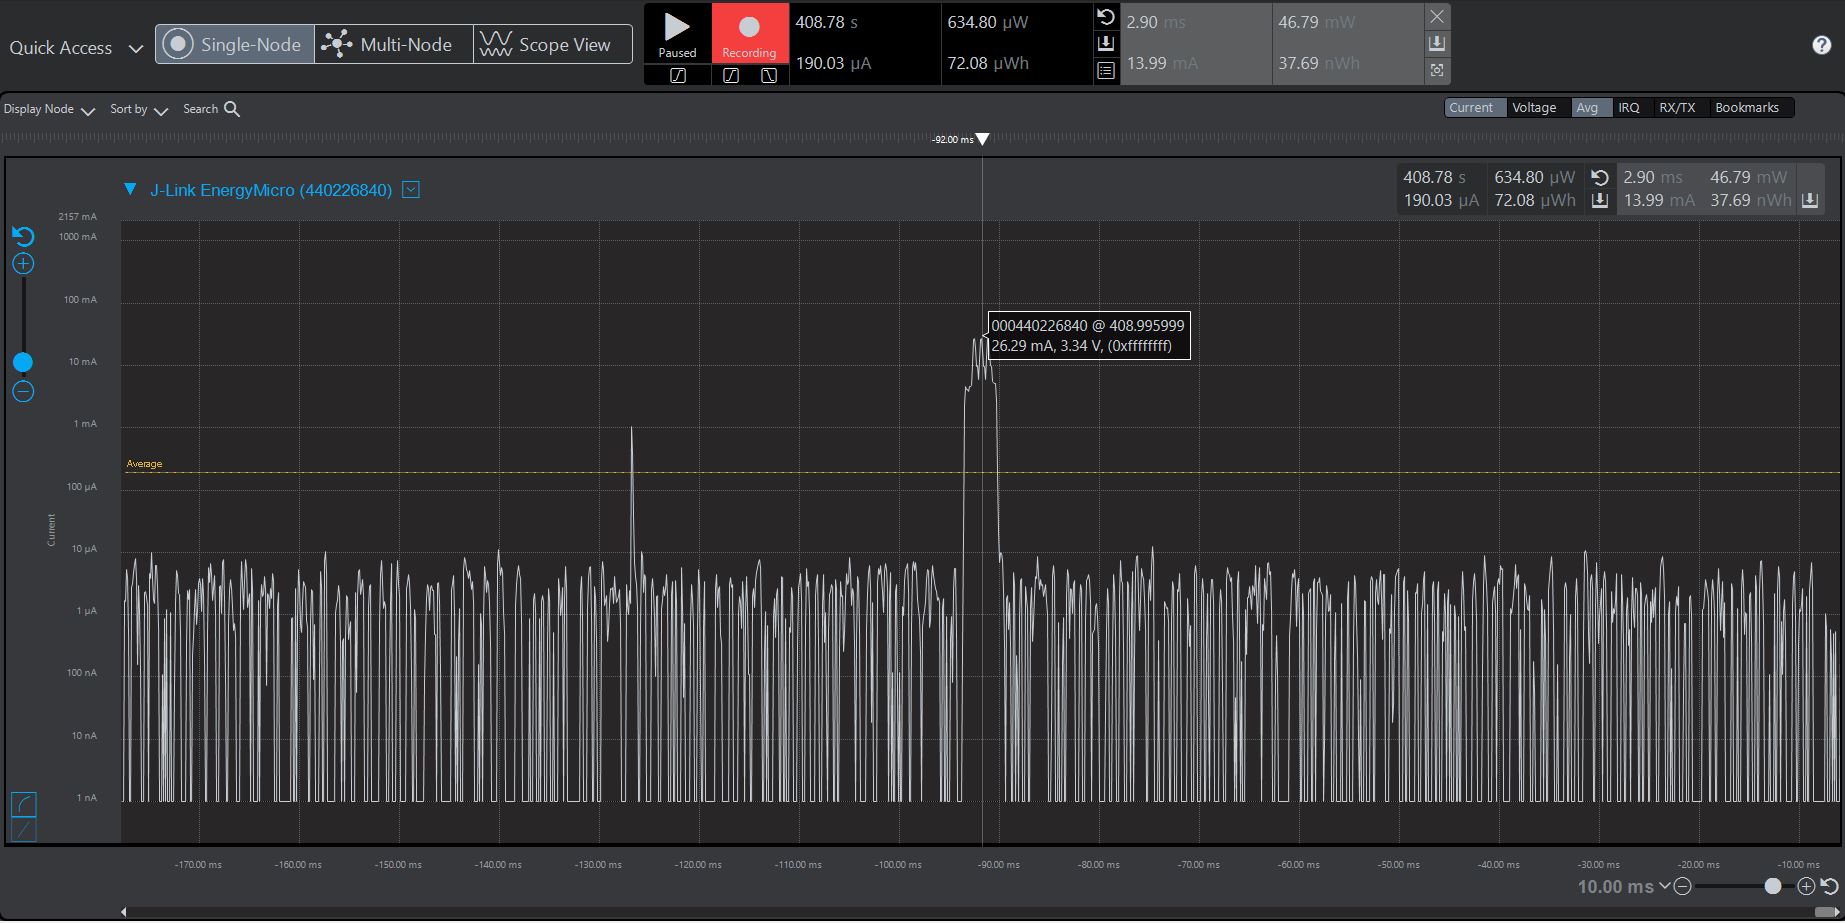 Quick Access
Single-Node
Multi-Node
Scope View
Paused
Recording
408.78 s
634.80 µW
190.03 µA
72.08 µWh
2.90 ms
46.79 mW
13.99 mA
37.69 nWh
Display Node
Sort by
Search
Current
Voltage
Avg
IRQ
RX/TX
Bookmarks
-92.00 ms
J-Link EnergyMicro (440226840)
408.78 s
634.80 µW
2.90 ms
46.79 mW
190.03 µA
72.08 µWh
13.99 mA
37.69 nWh
2157 mA
1000 mA
100 mA
10 mA
1 mA
100 µA
10 µA
1 µA
100 nA
10 nA
1 nA
Current
Average
000440226840 @ 408.995999
26.29 mA, 3.34 V, (0xffffffff)
-170.00 ms
-160.00 ms
-150.00 ms
-140.00 ms
-130.00 ms
-120.00 ms
-110.00 ms
-100.00 ms
-90.00 ms
-80.00 ms
-70.00 ms
-60.00 ms
-50.00 ms
-40.00 ms
-30.00 ms
-20.00 ms
-10.00 ms
10.00 ms